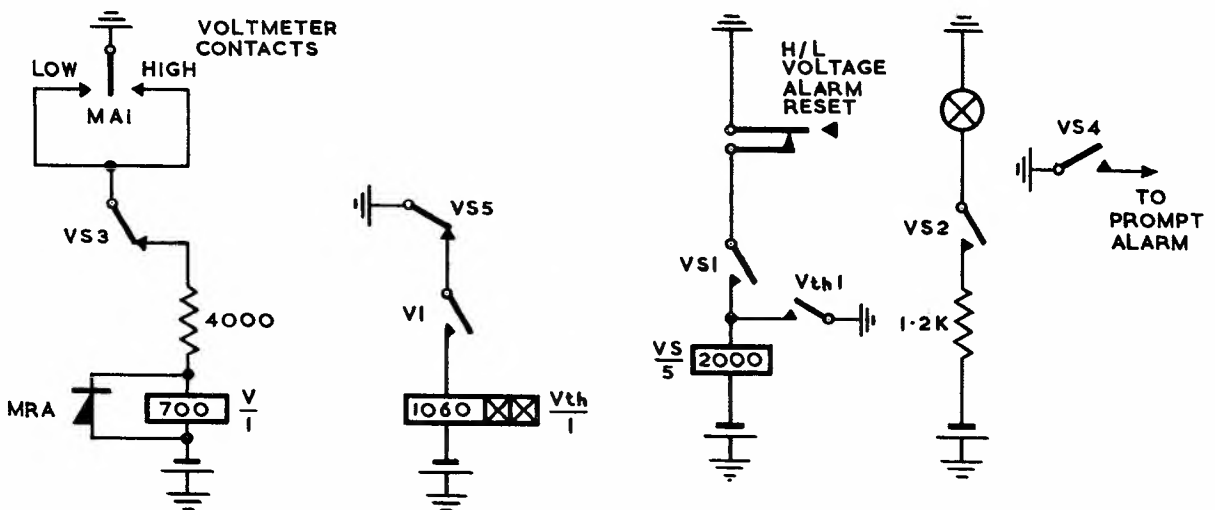 VOLTMETER
CONTACTS
LOW
HIGH
MA1
VS3
4000
MRA
700
V
1
VS5
V1
1060
Vth
1
H/L
VOLTAGE
ALARM
RESET
VS1
Vth1
VS
5
2000
VS2
1·2K
VS4
TO
PROMPT
ALARM